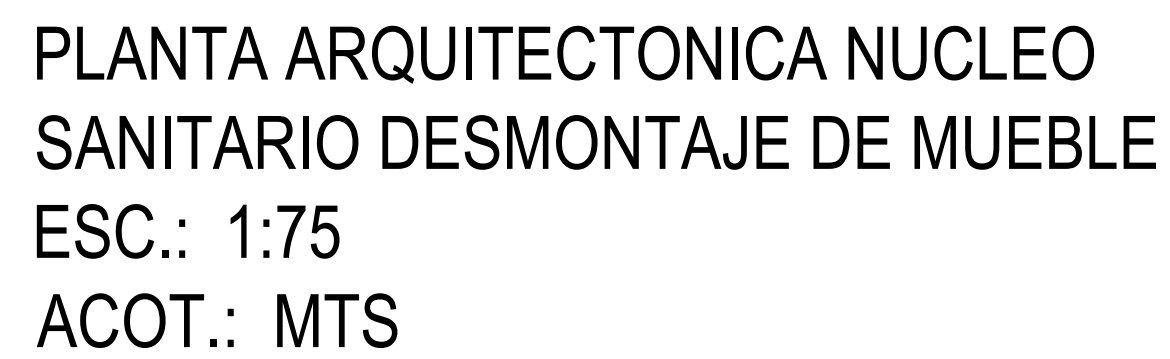 PLANTA ARQUITECTONICA NUCLEO
SANITARIO DESMONTAJE DE MUEBLE
ESC.: 1:75
ACOT.: MTS